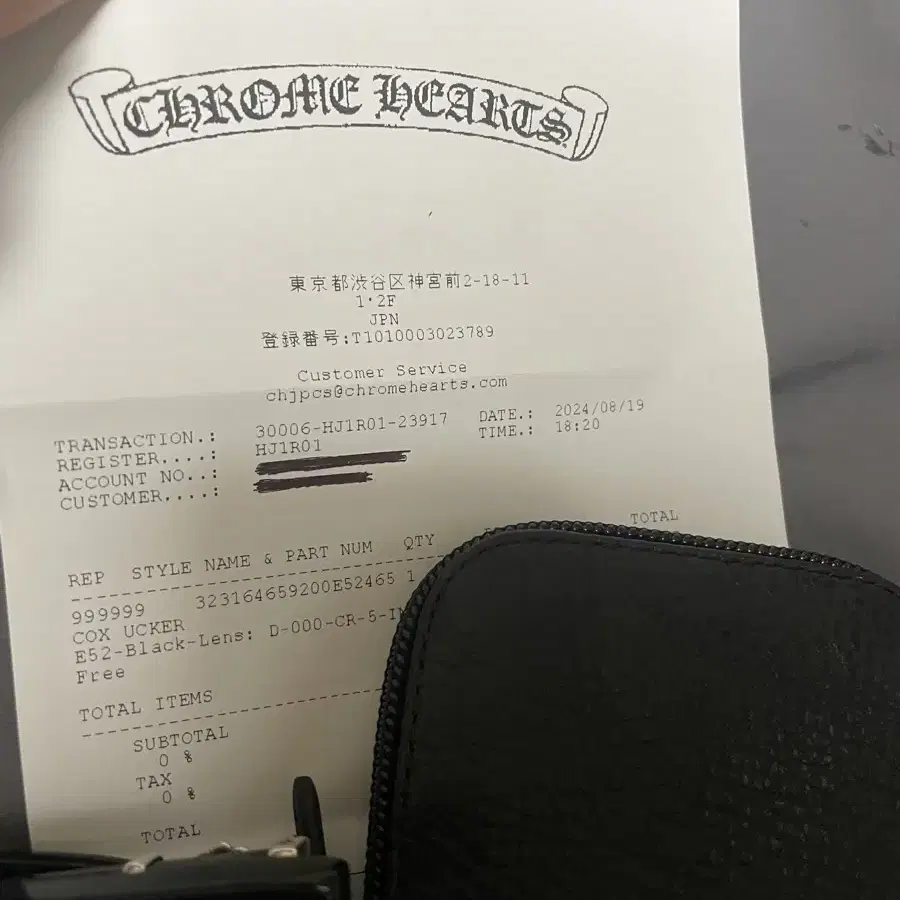 CHROME HEARTS
東京都渋谷区神宮前2-18-11
1・2F
JPN
登録番号:T1010003023789
Customer Service
chjpcs@chromehearts.com
TRANSACTION.: 30006-HJ1R01-23917 DATE.: 2024/08/19
REGISTER....: HJ1R01 TIME.: 18:20
ACCOUNT NO..:
CUSTOMER....:
REP STYLE NAME & PART NUM QTY TOTAL
999999 323164659200E52465 1
COX UCKER
E52-Black-Lens: D-000-CR-5-IN
Free
TOTAL ITEMS
SUBTOTAL
0 %
TAX
0 %
TOTAL